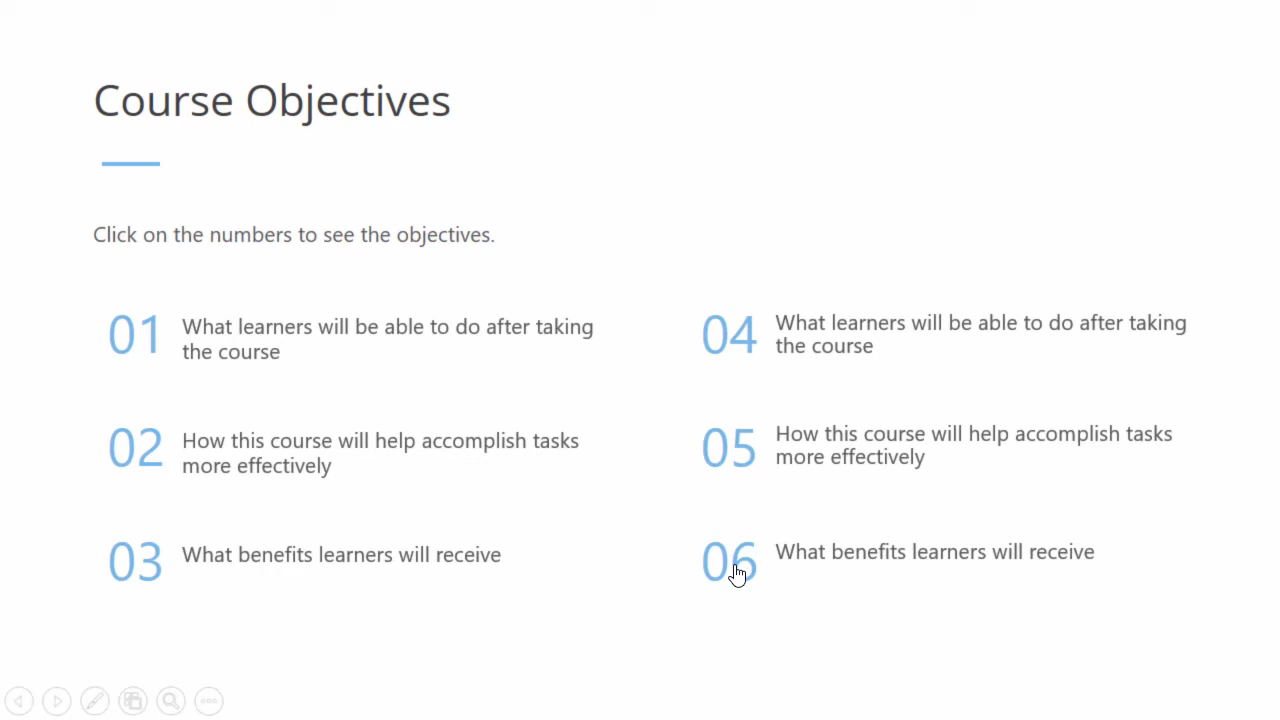 Course Objectives
Click on the numbers to see the objectives.
01
What learners will be able to do after taking
the course
02
How this course will help accomplish tasks
more effectively
03
What benefits learners will receive
04
What learners will be able to do after taking
the course
05
How this course will help accomplish tasks
more effectively
06
What benefits learners will receive